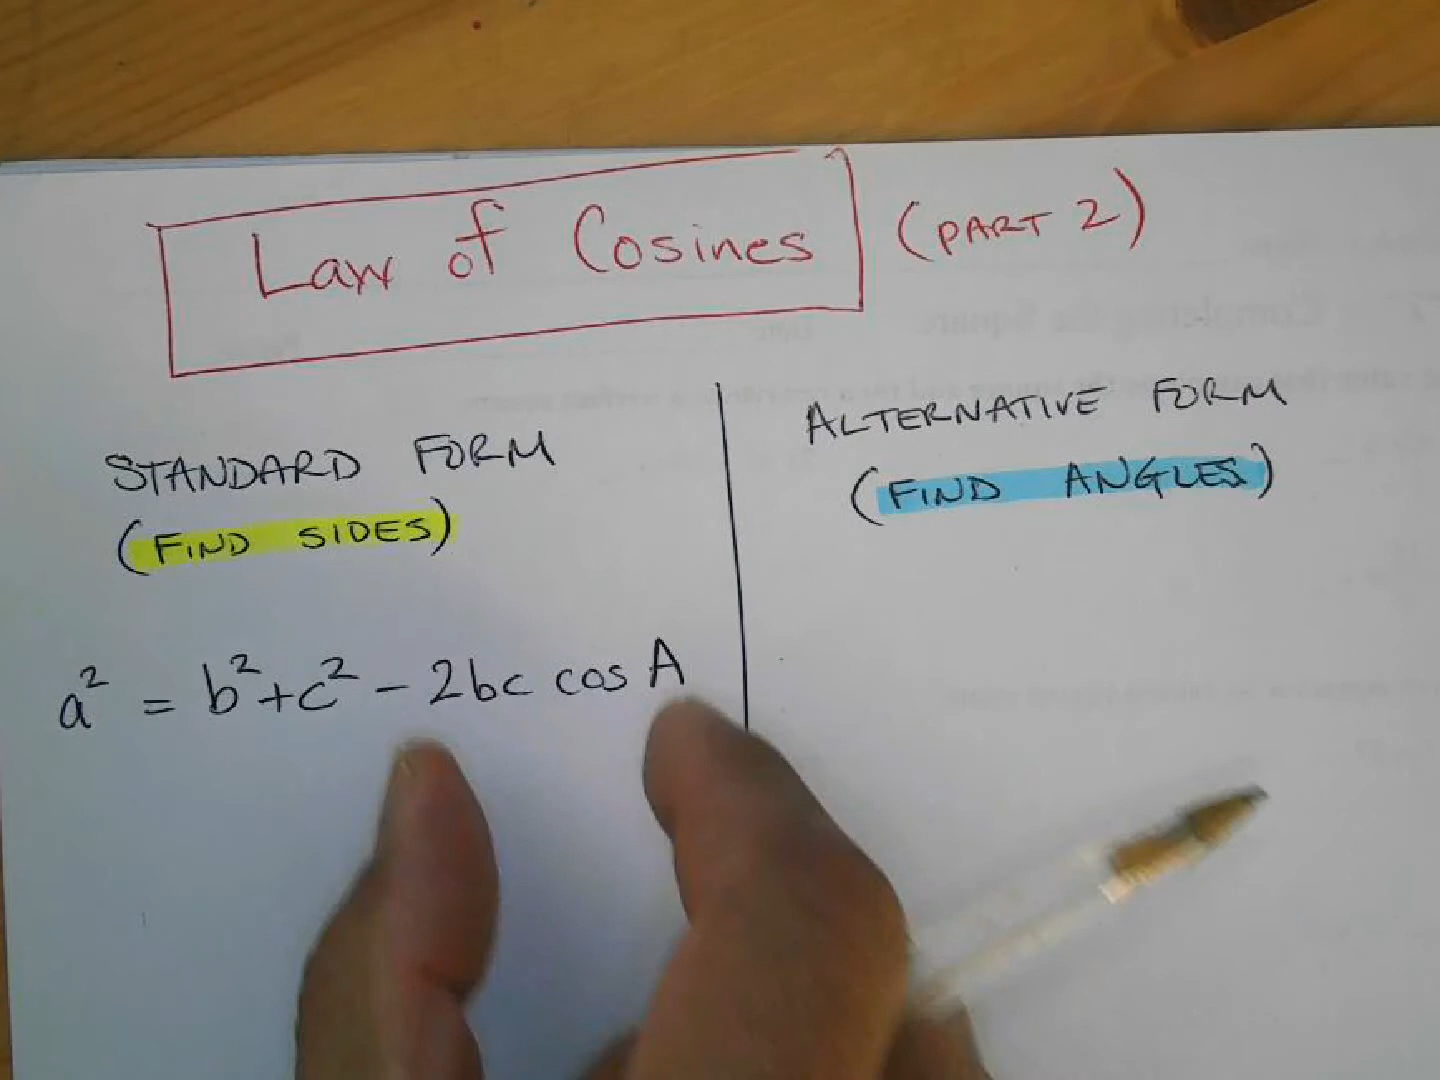 Law of Cosines (PART 2)
STANDARD FORM
(FIND SIDES)
a² = b²+c² - 2bc cos A
ALTERNATIVE FORM
(FIND ANGLES)